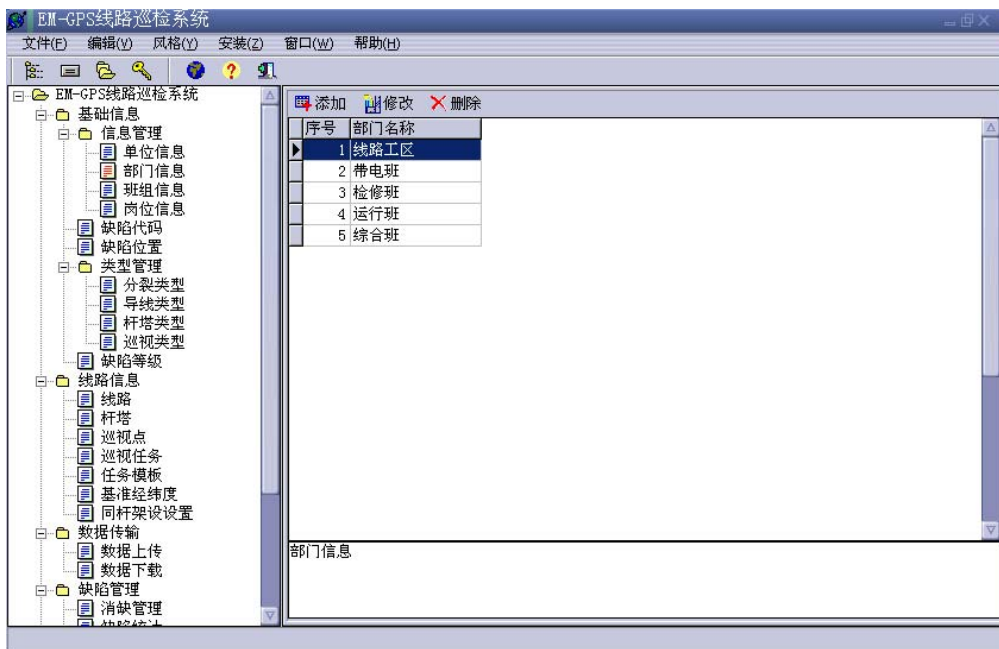 EM-GPS线路巡检系统
文件(F) 编辑(V) 风格(Y) 安装(Z) 窗口(W) 帮助(H)
EM-GPS线路巡检系统
基础信息
信息管理
单位信息
部门信息
班组信息
岗位信息
缺陷代码
缺陷位置
类型管理
分裂类型
导线类型
杆塔类型
巡视类型
缺陷等级
线路信息
线路
杆塔
巡视点
巡视任务
任务模板
基准经纬度
同杆架设设置
数据传输
数据上传
数据下载
缺陷管理
消缺管理
添加 修改 删除
序号 部门名称
1 线路工区
2 带电班
3 检修班
4 运行班
5 综合班
部门信息